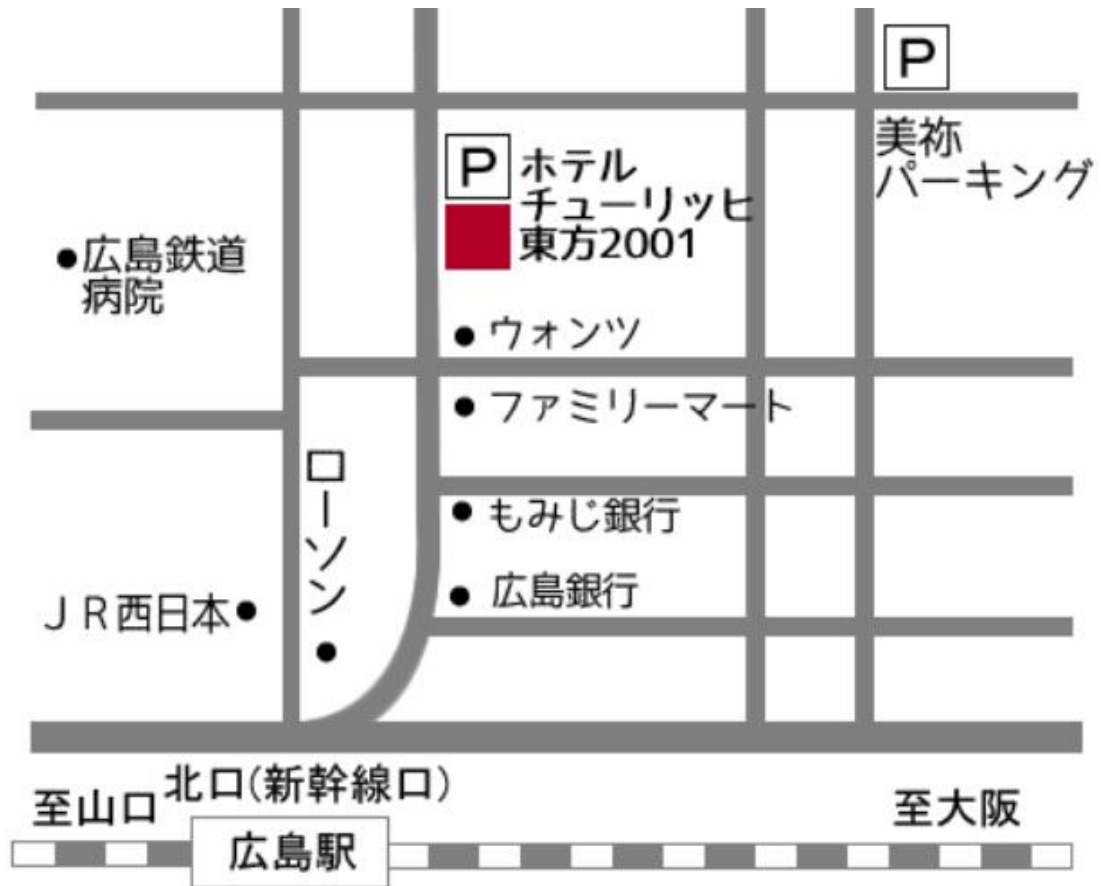 P
美祢
パーキング
P
ホテル
チューリッヒ
東方2001
広島鉄道
病院
ウォンツ
ファミリーマート
ローソン
もみじ銀行
広島銀行
JR西日本
北口(新幹線口)
至山口
至大阪
広島駅